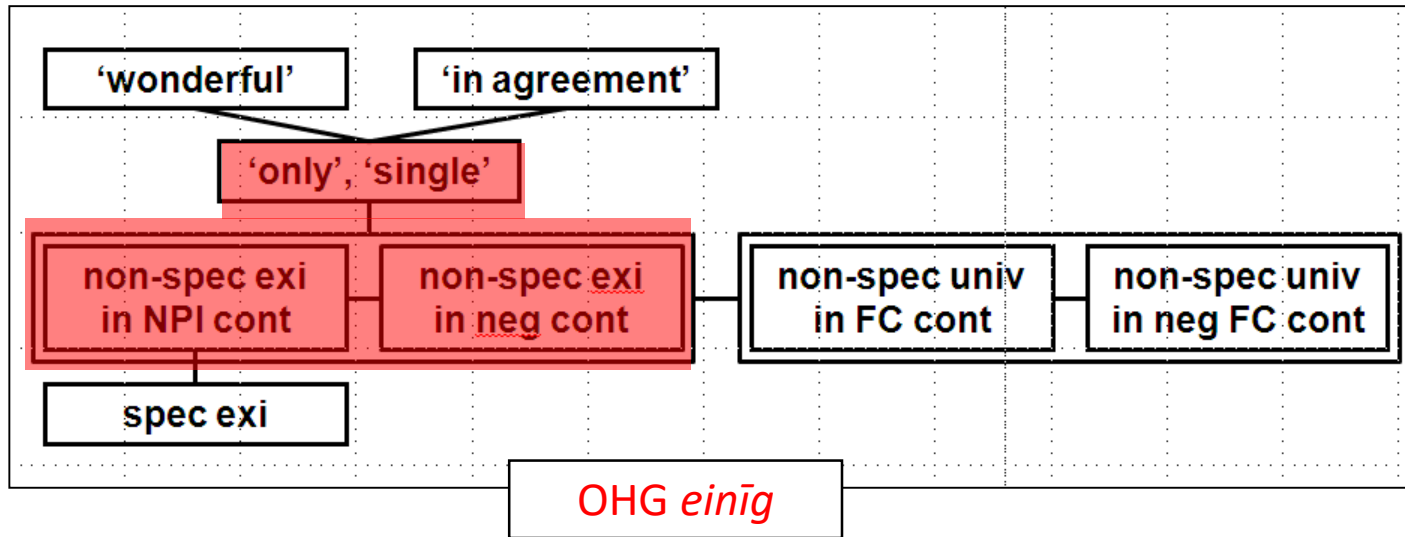 ‘wonderful’
‘in agreement’
‘only’, ‘single’
non-spec exi
in NPI cont
non-spec exi
in neg cont
non-spec univ
in FC cont
non-spec univ
in neg FC cont
spec exi
OHG einīg